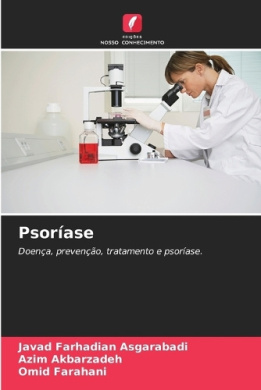 edições
NOSSO CONHECIMENTO
Psoríase
Doença, prevenção, tratamento e psoríase.
Javad Farhadian Asgarabadi
Azim Akbarzadeh
Omid Farahani